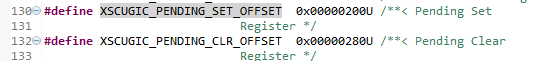 130 #define XSCUGIC_PENDING_SET_OFFSET 0x00000200U /**< Pending Set
131 Register */
132 #define XSCUGIC_PENDING_CLR_OFFSET 0x00000280U /**< Pending Clear
133 Register */